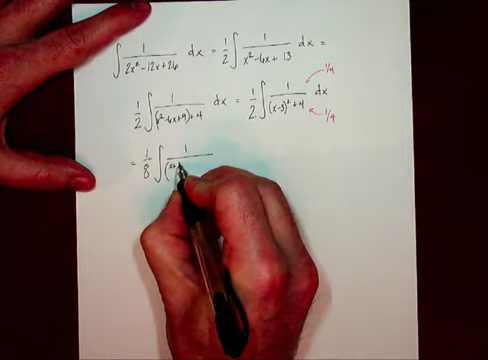 ∫ 1/(2x² - 12x + 26) dx = 1/2 ∫ 1/(x² - 6x + 13) dx =
1/2 ∫ 1/((x² - 6x + 9) + 4) dx = 1/2 ∫ 1/((x - 3)² + 4) dx 1/4 1/4
= 1/8 ∫ 1/(